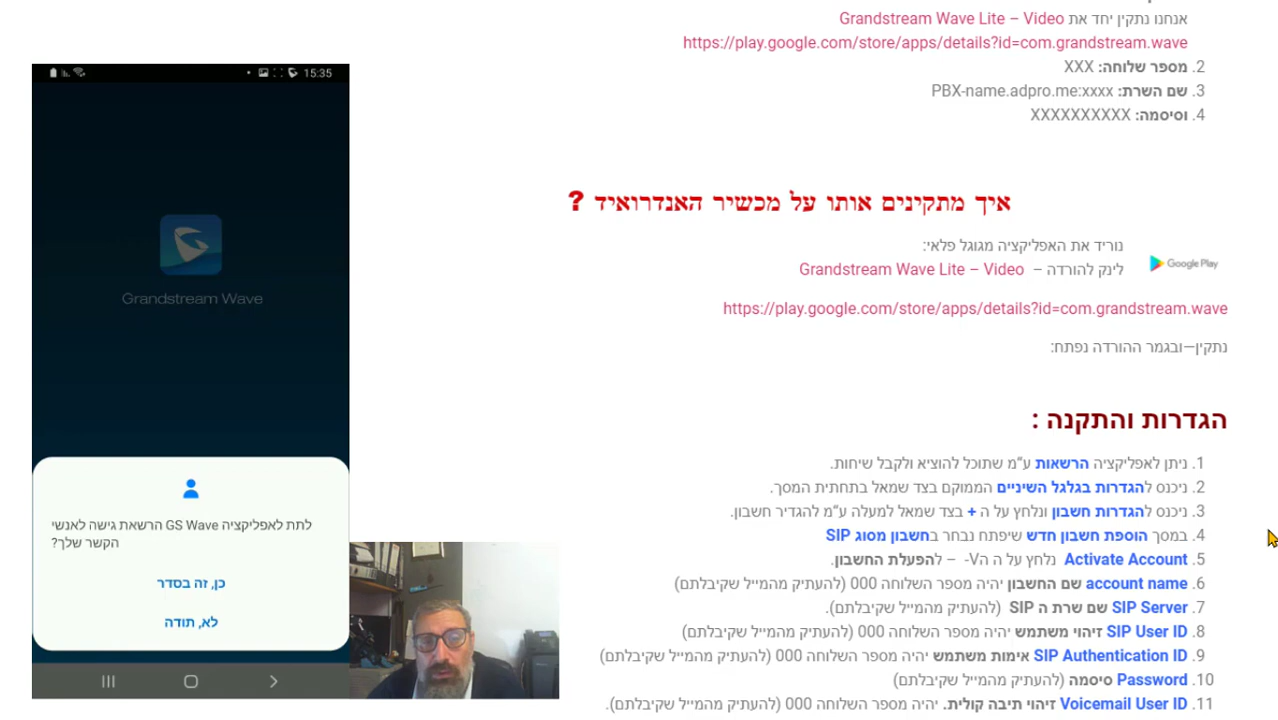 אנחנו נתקין יחד את Grandstream Wave Lite – Video
https://play.google.com/store/apps/details?id=com.grandstream.wave
2. מספר שלוחה: XXX
3. שם השרת: PBX-name.adpro.me:xxxx
4. וסיסמה: XXXXXXXXXX
איך מתקינים אותו על מכשיר האנדרואיד ?
נוריד את האפליקציה מגוגל פלאי:
לינק להורדה – Grandstream Wave Lite – Video
Google Play
https://play.google.com/store/apps/details?id=com.grandstream.wave
נתקין—ובגמר ההורדה נפתח:
הגדרות והתקנה :
1. ניתן לאפליקציה הרשאות ע"מ שתוכל להוציא ולקבל שיחות.
2. ניכנס להגדרות בגלגל השיניים הממוקם בצד שמאל בתחתית המסך.
3. ניכנס להגדרות חשבון ונלחץ על ה + בצד שמאל למעלה ע"מ להגדיר חשבון.
4. במסך הוספת חשבון חדש שיפתח נבחר בחשבון מסוג SIP
5. Activate Account נלחץ על ה הV- – להפעלת החשבון.
6. account name שם החשבון יהיה מספר השלוחה 000 (להעתיק מהמייל שקיבלתם)
7. SIP Server שם שרת ה SIP (להעתיק מהמייל שקיבלתם).
8. SIP User ID זיהוי משתמש יהיה מספר השלוחה 000 (להעתיק מהמייל שקיבלתם)
9. SIP Authentication ID אימות משתמש יהיה מספר השלוחה 000 (להעתיק מהמייל שקיבלתם)
10. Password סיסמה (להעתיק מהמייל שקיבלתם)
11. Voicemail User ID זיהוי תיבה קולית. יהיה מספר השלוחה 000 (להעתיק מהמייל שקיבלתם).
15:35
Grandstream Wave
לתת לאפליקציה GS Wave הרשאת גישה לאנשי
הקשר שלך?
כן, זה בסדר
לא, תודה